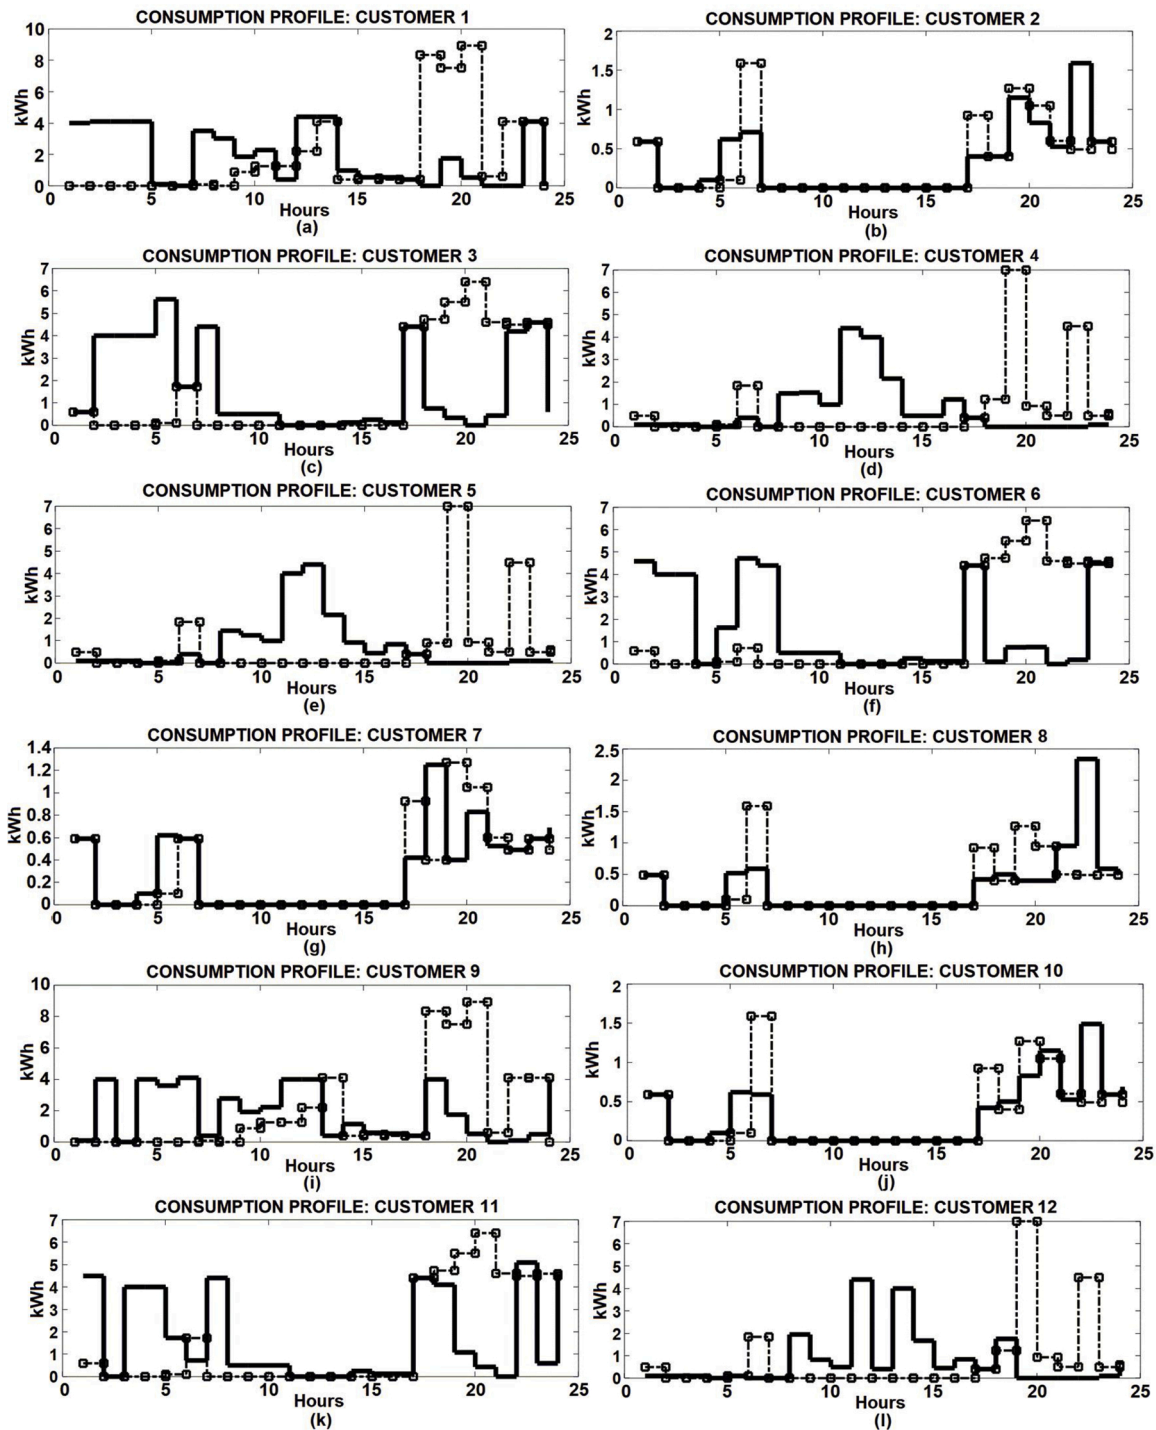 CONSUMPTION PROFILE: CUSTOMER 1
10
8
6
4
2
0
kWh
0 5 10 15 20 25
Hours
(a)
CONSUMPTION PROFILE: CUSTOMER 2
2
1.5
1
0.5
0
kWh
0 5 10 15 20 25
Hours
(b)
CONSUMPTION PROFILE: CUSTOMER 3
7
6
5
4
3
2
1
0
kWh
0 5 10 15 20 25
Hours
(c)
CONSUMPTION PROFILE: CUSTOMER 4
7
6
5
4
3
2
1
0
kWh
0 5 10 15 20 25
Hours
(d)
CONSUMPTION PROFILE: CUSTOMER 5
7
6
5
4
3
2
1
0
kWh
0 5 10 15 20 25
Hours
(e)
CONSUMPTION PROFILE: CUSTOMER 6
7
6
5
4
3
2
1
0
kWh
0 5 10 15 20 25
Hours
(f)
CONSUMPTION PROFILE: CUSTOMER 7
1.4
1.2
1
0.8
0.6
0.4
0.2
0
kWh
0 5 10 15 20 25
Hours
(g)
CONSUMPTION PROFILE: CUSTOMER 8
2.5
2
1.5
1
0.5
0
kWh
0 5 10 15 20 25
Hours
(h)
CONSUMPTION PROFILE: CUSTOMER 9
10
8
6
4
2
0
kWh
0 5 10 15 20 25
Hours
(i)
CONSUMPTION PROFILE: CUSTOMER 10
2
1.5
1
0.5
0
kWh
0 5 10 15 20 25
Hours
(j)
CONSUMPTION PROFILE: CUSTOMER 11
7
6
5
4
3
2
1
0
kWh
0 5 10 15 20 25
Hours
(k)
CONSUMPTION PROFILE: CUSTOMER 12
7
6
5
4
3
2
1
0
kWh
0 5 10 15 20 25
Hours
(l)